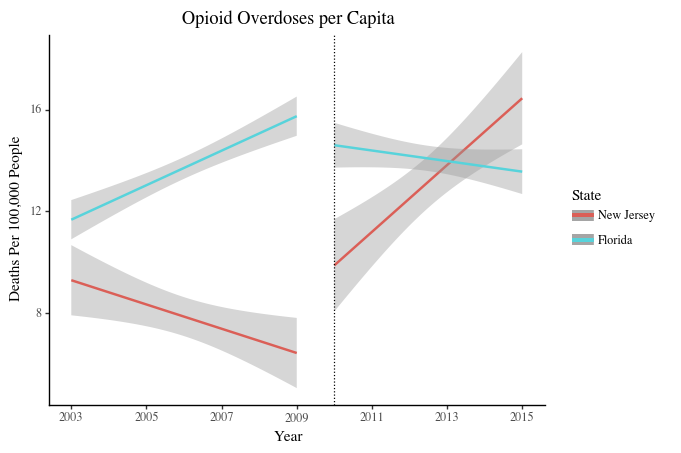 Opioid Overdoses per Capita
Deaths Per 100,000 People
16
12
8
2003 2005 2007 2009 2011 2013 2015
Year
State
New Jersey
Florida